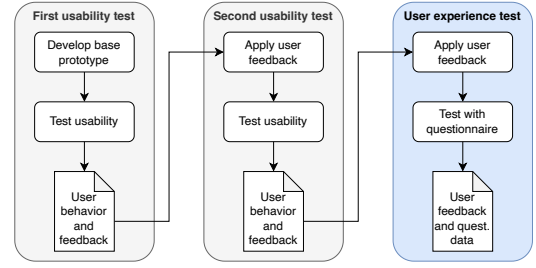 First usability test
Develop base
prototype
Test usability
User
behavior
and
feedback
Second usability test
Apply user
feedback
Test usability
User
behavior
and
feedback
User experience test
Apply user
feedback
Test with
questionnaire
User
feedback
and quest.
data